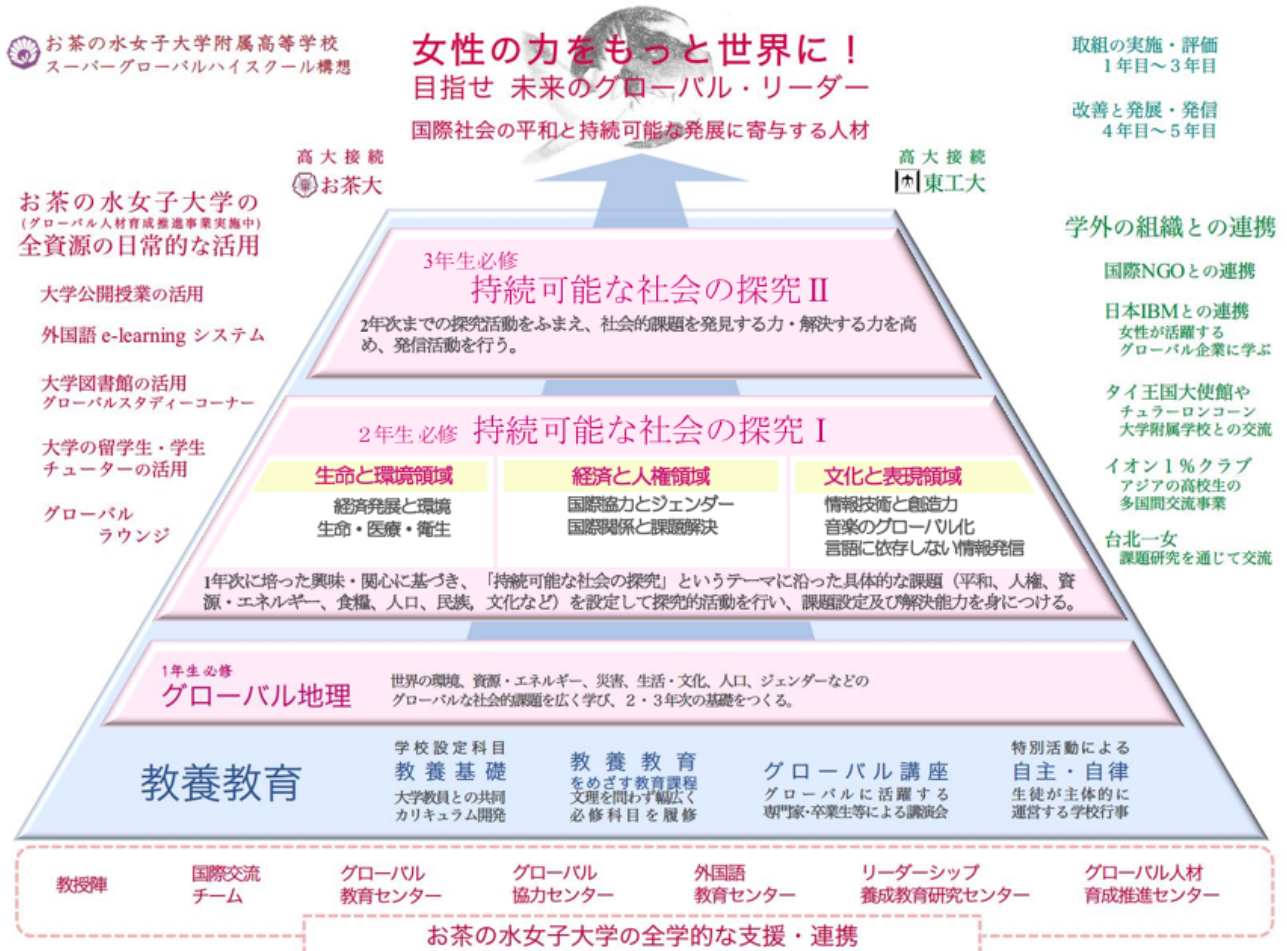 お茶の水女子大学附属高等学校
スーパーグローバルハイスクール構想
女性の力をもっと世界に！
目指せ 未来のグローバル・リーダー
国際社会の平和と持続可能な発展に寄与する人材
取組の実施・評価
1年目～3年目
改善と発展・発信
4年目～5年目
高大接続
お茶大
高大接続
東工大
お茶の水女子大学の
(グローバル人材育成推進事業実施中)
全資源の日常的な活用
大学公開授業の活用
外国語 e-learning システム
大学図書館の活用
グローバルスタディーコーナー
大学の留学生・学生
チューターの活用
グローバル
ラウンジ
学外の組織との連携
国際NGOとの連携
日本IBMとの連携
女性が活躍する
グローバル企業に学ぶ
タイ王国大使館や
チュラーロンコーン
大学附属学校との交流
イオン1％クラブ
アジアの高校生の
多国間交流事業
台北一女
課題研究を通じて交流
3年生必修
持続可能な社会の探究Ⅱ
2年次までの探究活動をふまえ、社会的課題を発見する力・解決する力を高
め、発信活動を行う。
2年生必修 持続可能な社会の探究Ⅰ
生命と環境領域
経済発展と環境
生命・医療・衛生
経済と人権領域
国際協力とジェンダー
国際関係と課題解決
文化と表現領域
情報技術と創造力
音楽のグローバル化
言語に依存しない情報発信
1年次に培った興味・関心に基づき、「持続可能な社会の探究」というテーマに沿った具体的な課題（平和、人権、資
源・エネルギー、食糧、人口、民族、文化など）を設定して探究的活動を行い、課題設定及び解決能力を身につける。
1年生必修
グローバル地理
世界の環境、資源・エネルギー、災害、生活・文化、人口、ジェンダーなどの
グローバルな社会的課題を広く学び、2・3年次の基礎をつくる。
教養教育
学校設定科目
教養基礎
大学教員との共同
カリキュラム開発
教養教育
をめざす教育課程
文理を問わず幅広く
必修科目を履修
グローバル講座
グローバルに活躍する
専門家・卒業生等による講演会
特別活動による
自主・自律
生徒が主体的に
運営する学校行事
教授陣
国際交流
チーム
グローバル
教育センター
グローバル
協力センター
外国語
教育センター
リーダーシップ
養成教育研究センター
グローバル人材
育成推進センター
お茶の水女子大学の全学的な支援・連携